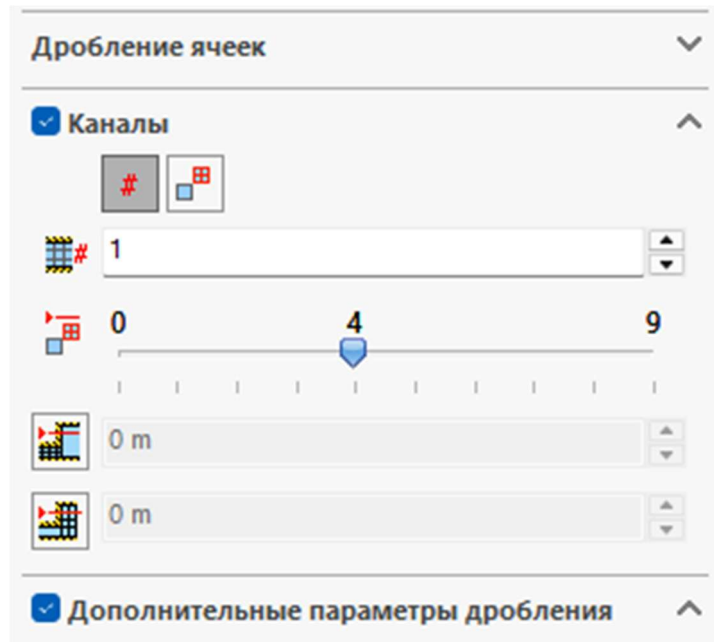 Дробление ячеек
Каналы
#
# 1
0 4 9
0 m
0 m
Дополнительные параметры дробления